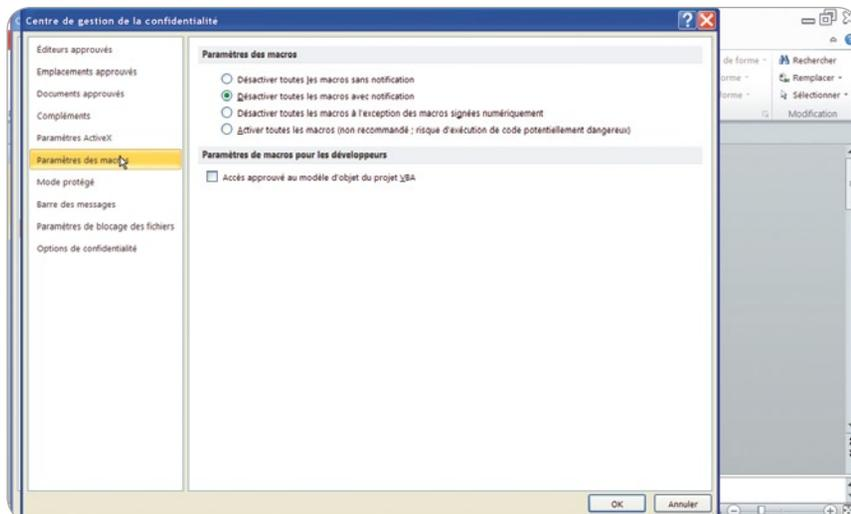 Centre de gestion de la confidentialité
Éditeurs approuvés
Emplacements approuvés
Documents approuvés
Compléments
Paramètres ActiveX
Paramètres des macros
Mode protégé
Barre des messages
Paramètres de blocage des fichiers
Options de confidentialité
Paramètres des macros
Désactiver toutes les macros sans notification
Désactiver toutes les macros avec notification
Désactiver toutes les macros à l'exception des macros signées numériquement
Activer toutes les macros (non recommandé ; risque d'exécution de code potentiellement dangereux)
Paramètres de macros pour les développeurs
Accès approuvé au modèle d'objet du projet VBA
OK
Annuler
de forme
Rechercher
Remplacer
Sélectionner
Modification